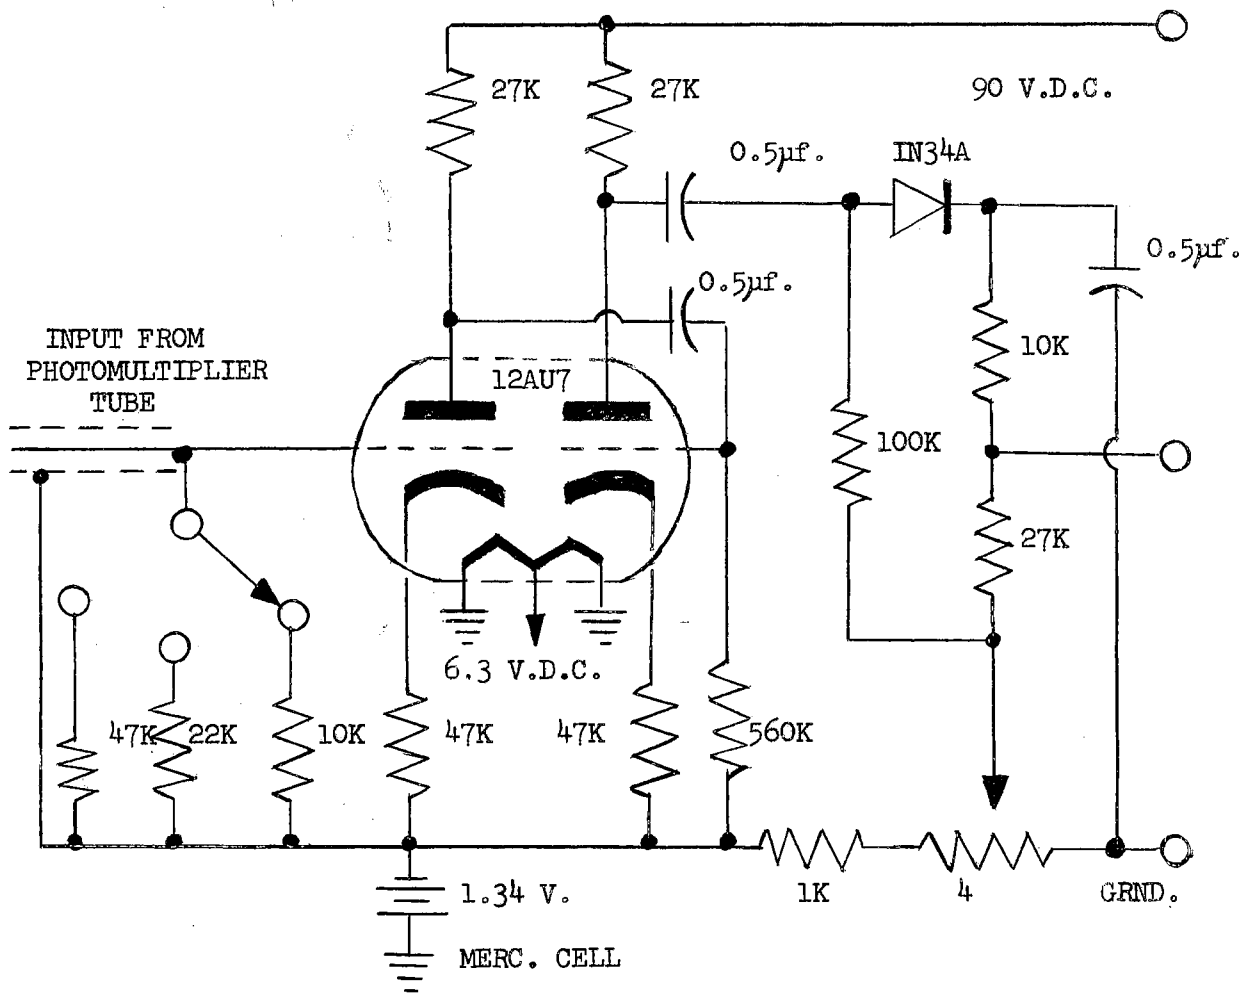 27K
27K
90 V.D.C.
0.5µf.
IN34A
0.5µf.
0.5µf.
INPUT FROM
PHOTOMULTIPLIER
TUBE
12AU7
10K
100K
27K
6.3 V.D.C.
47K
22K
10K
47K
47K
560K
1K
4
GRND.
1.34 V.
MERC. CELL